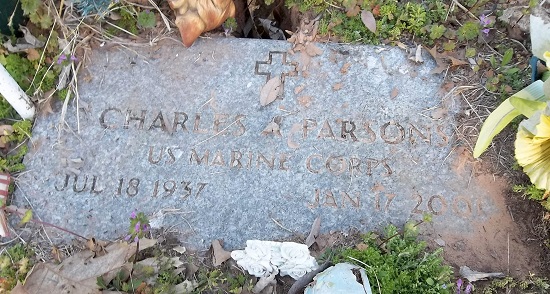 CHARLES A PARSONS
US MARINE CORPS
JUL 18 1937
JAN 17